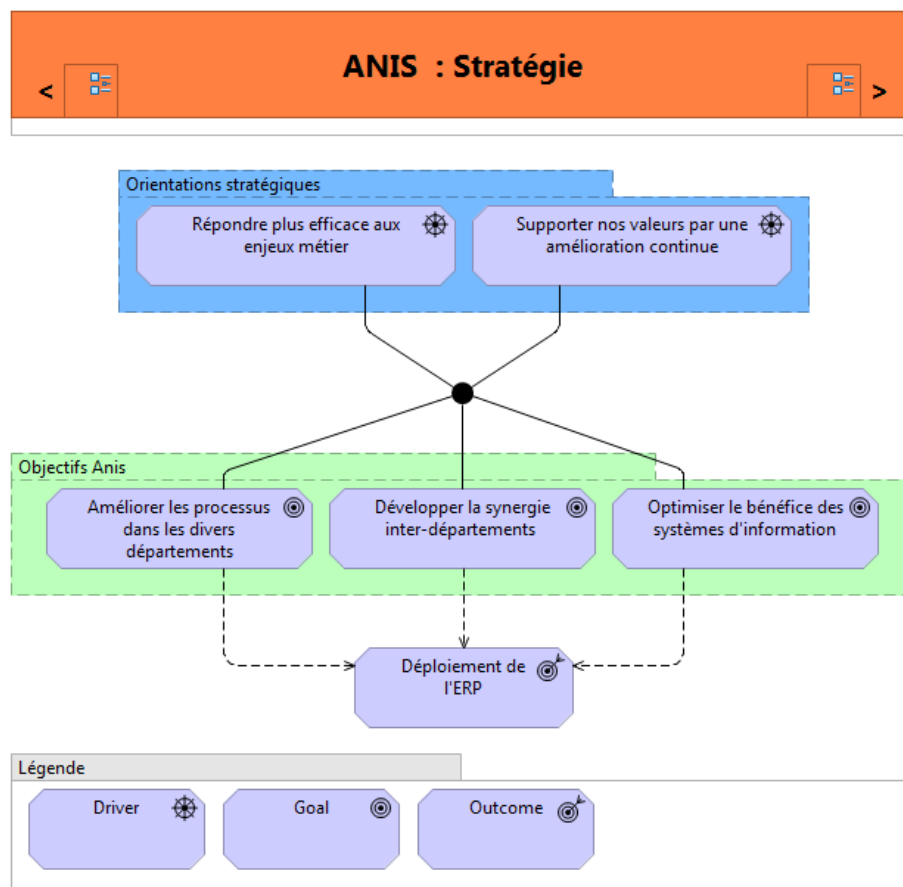 ANIS : Stratégie
<
>
Orientations stratégiques
Répondre plus efficace aux
enjeux métier
Supporter nos valeurs par une
amélioration continue
Objectifs Anis
Améliorer les processus
dans les divers
départements
Développer la synergie
inter-départements
Optimiser le bénéfice des
systèmes d'information
Déploiement de
l'ERP
Légende
Driver
Goal
Outcome